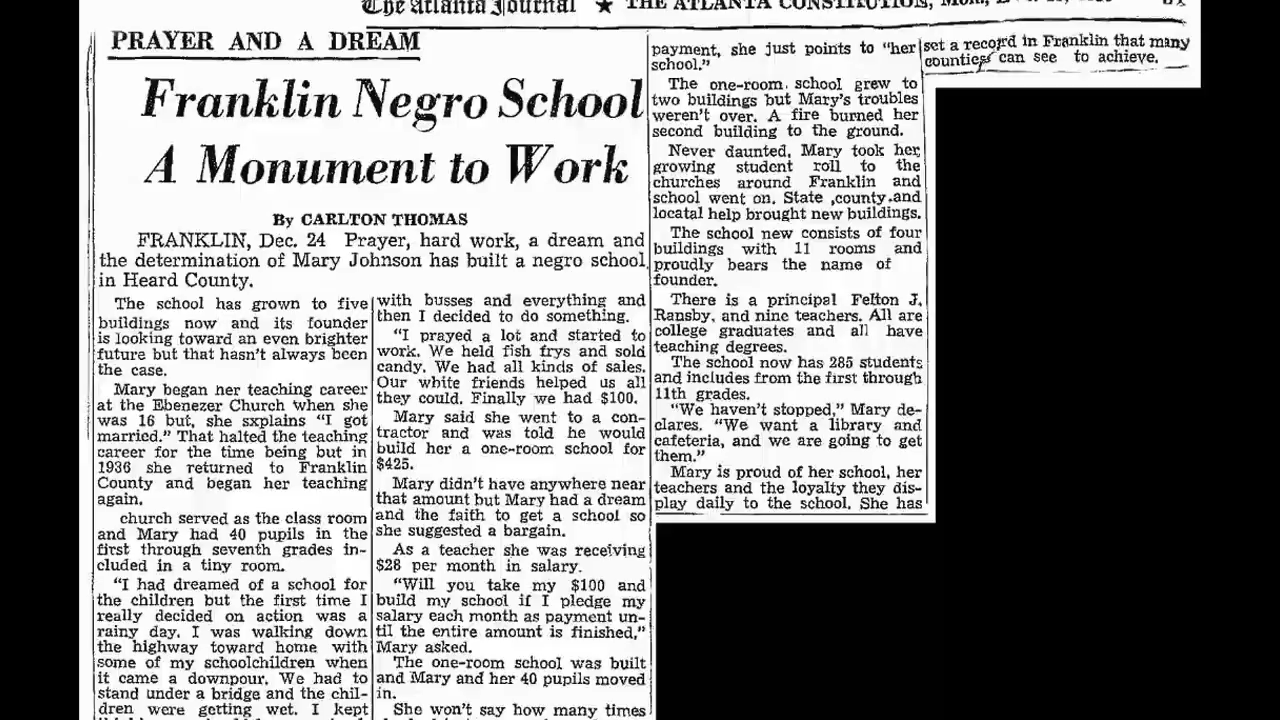 The Atlanta Journal ★ THE ATLANTA CONSTITUTION,
PRAYER AND A DREAM
Franklin Negro School
A Monument to Work
By CARLTON THOMAS
FRANKLIN, Dec. 24 Prayer, hard work, a dream and
the determination of Mary Johnson has built a negro school
in Heard County.
The school has grown to five
buildings now and its founder
is looking toward an even brighter
future but that hasn't always been
the case.
Mary began her teaching career
at the Ebenezer Church when she
was 16 but, she sxplains "I got
married." That halted the teaching
career for the time being but in
1936 she returned to Franklin
County and began her teaching
again.
church served as the class room
and Mary had 40 pupils in the
first through seventh grades in-
cluded in a tiny room.
"I had dreamed of a school for
the children but the first time I
really decided on action was a
rainy day. I was walking down
the highway toward home with
some of my schoolchildren when
it came a downpour. We had to
stand under a bridge and the chil-
dren were getting wet. I kept
with busses and everything and
then I decided to do something.
"I prayed a lot and started to
work. We held fish frys and sold
candy. We had all kinds of sales.
Our white friends helped us all
they could. Finally we had $100.
Mary said she went to a con-
tractor and was told he would
build her a one-room school for
$425.
Mary didn't have anywhere near
that amount but Mary had a dream
and the faith to get a school so
she suggested a bargain.
As a teacher she was receiving
$28 per month in salary.
"Will you take my $100 and
build my school if I pledge my
salary each month as payment un-
til the entire amount is finished,"
Mary asked.
The one-room school was built
and Mary and her 40 pupils moved
in.
She won't say how many times
payment, she just points to "her
school."
The one-room school grew to
two buildings but Mary's troubles
weren't over. A fire burned her
second building to the ground.
Never daunted, Mary took her
growing student roll to the
churches around Franklin and
school went on. State ,county and
locatal help brought new buildings.
The school new consists of four
buildings with 11 rooms and
proudly bears the name of
founder.
There is a principal Felton J.
Ransby, and nine teachers. All are
college graduates and all have
teaching degrees.
The school now has 285 students
and includes from the first through
11th grades.
"We haven't stopped," Mary de-
clares. "We want a library and
cafeteria, and we are going to get
them."
Mary is proud of her school, her
teachers and the loyalty they dis-
play daily to the school. She has
set a record in Franklin that many
counties can see to achieve.